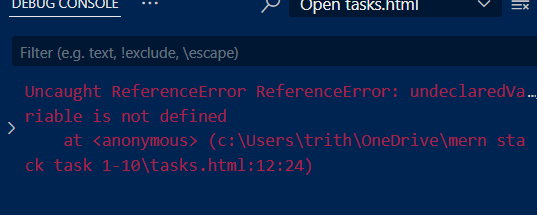 DEBUG CONSOLE ...
Open tasks.html
Filter (e.g. text, !exclude, \escape)
Uncaught ReferenceError ReferenceError: undeclaredVa…
riable is not defined
    at <anonymous> (c:\Users\trith\OneDrive\mern sta
ck task 1-10\tasks.html:12:24)